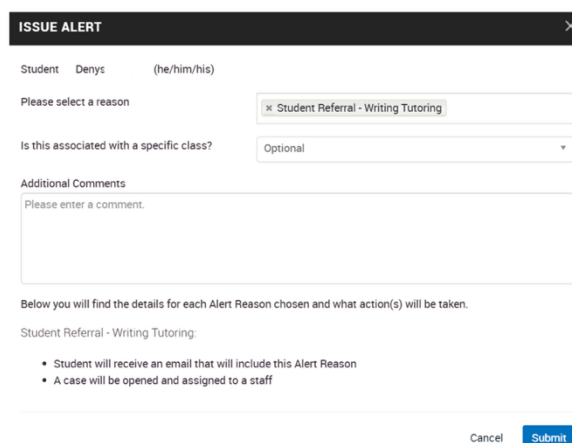 ISSUE ALERT
Student Denys (he/him/his)
Please select a reason
× Student Referral - Writing Tutoring
Is this associated with a specific class?
Optional
Additional Comments
Please enter a comment.
Below you will find the details for each Alert Reason chosen and what action(s) will be taken.
Student Referral - Writing Tutoring:
• Student will receive an email that will include this Alert Reason
• A case will be opened and assigned to a staff
Cancel Submit